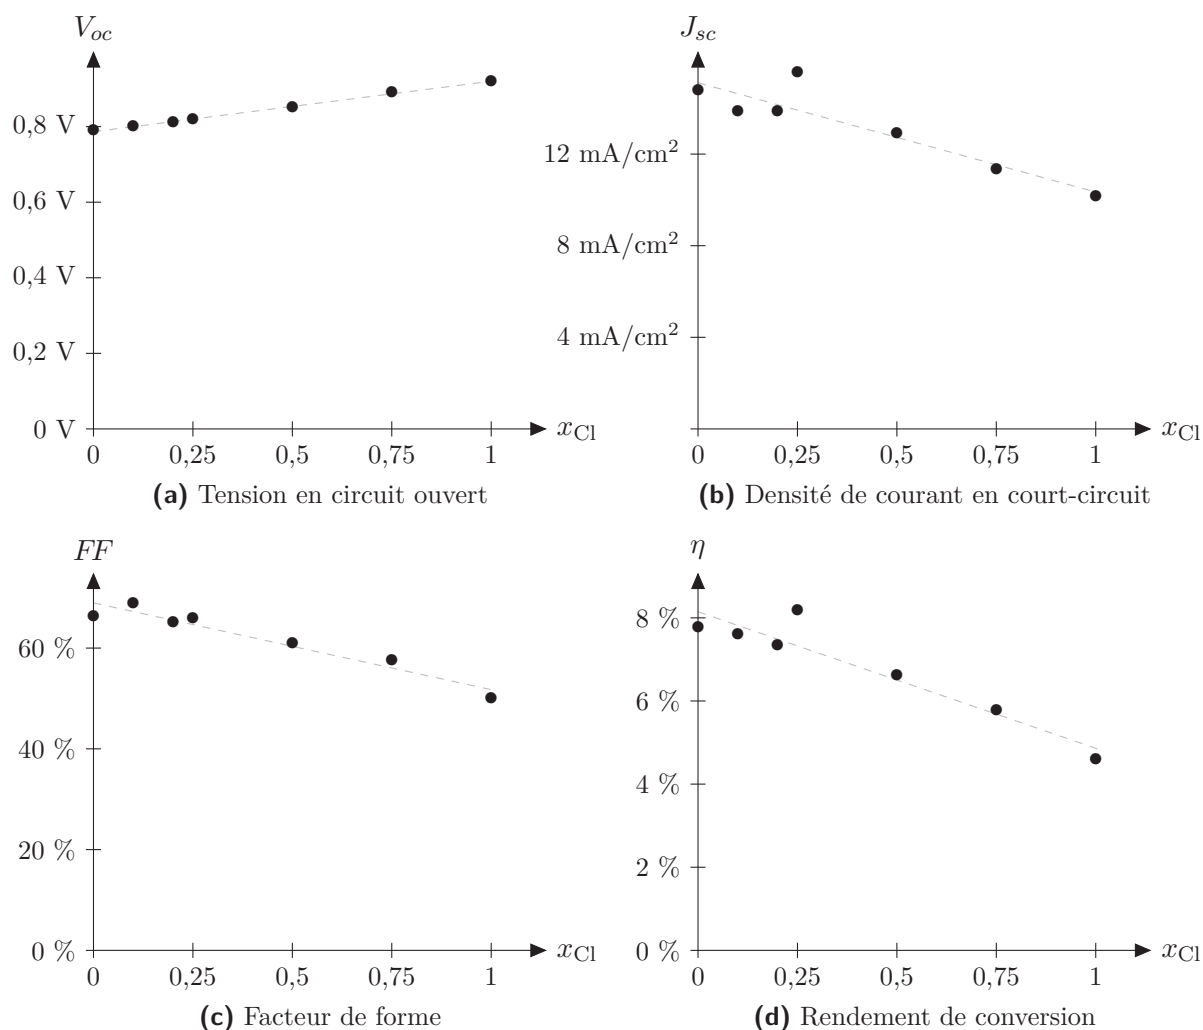 V_oc
0,8 V
0,6 V
0,4 V
0,2 V
0 V
0 0,25 0,5 0,75 1
x_Cl
(a) Tension en circuit ouvert
J_sc
12 mA/cm²
8 mA/cm²
4 mA/cm²
0 0,25 0,5 0,75 1
x_Cl
(b) Densité de courant en court-circuit
FF
60 %
40 %
20 %
0 %
0 0,25 0,5 0,75 1
x_Cl
(c) Facteur de forme
η
8 %
6 %
4 %
2 %
0 %
0 0,25 0,5 0,75 1
x_Cl
(d) Rendement de conversion